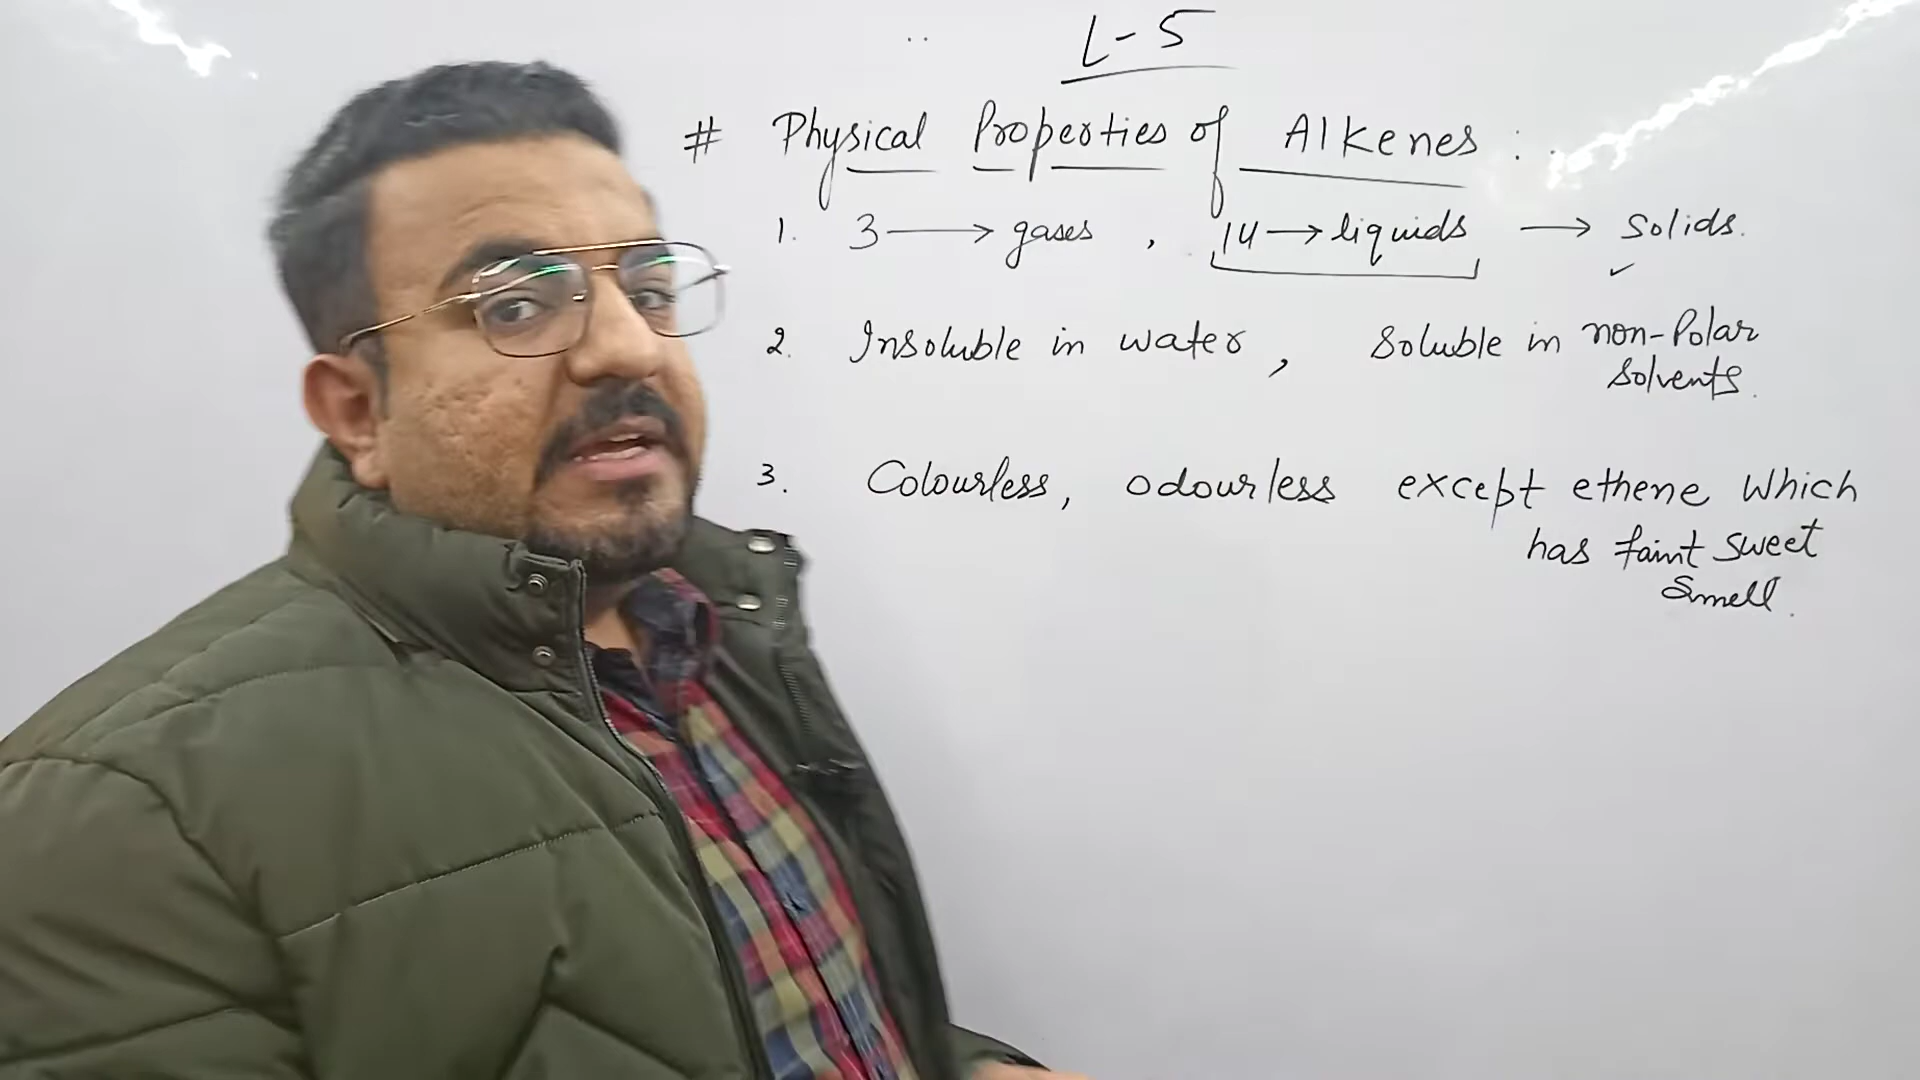 L-5
# Physical Properties of Alkenes :
1. 3 → gases , 14 → liquids → Solids.
2. Insoluble in water , Soluble in non-Polar
solvents.
3. Colourless, odourless except ethene which
has faint sweet
smell.